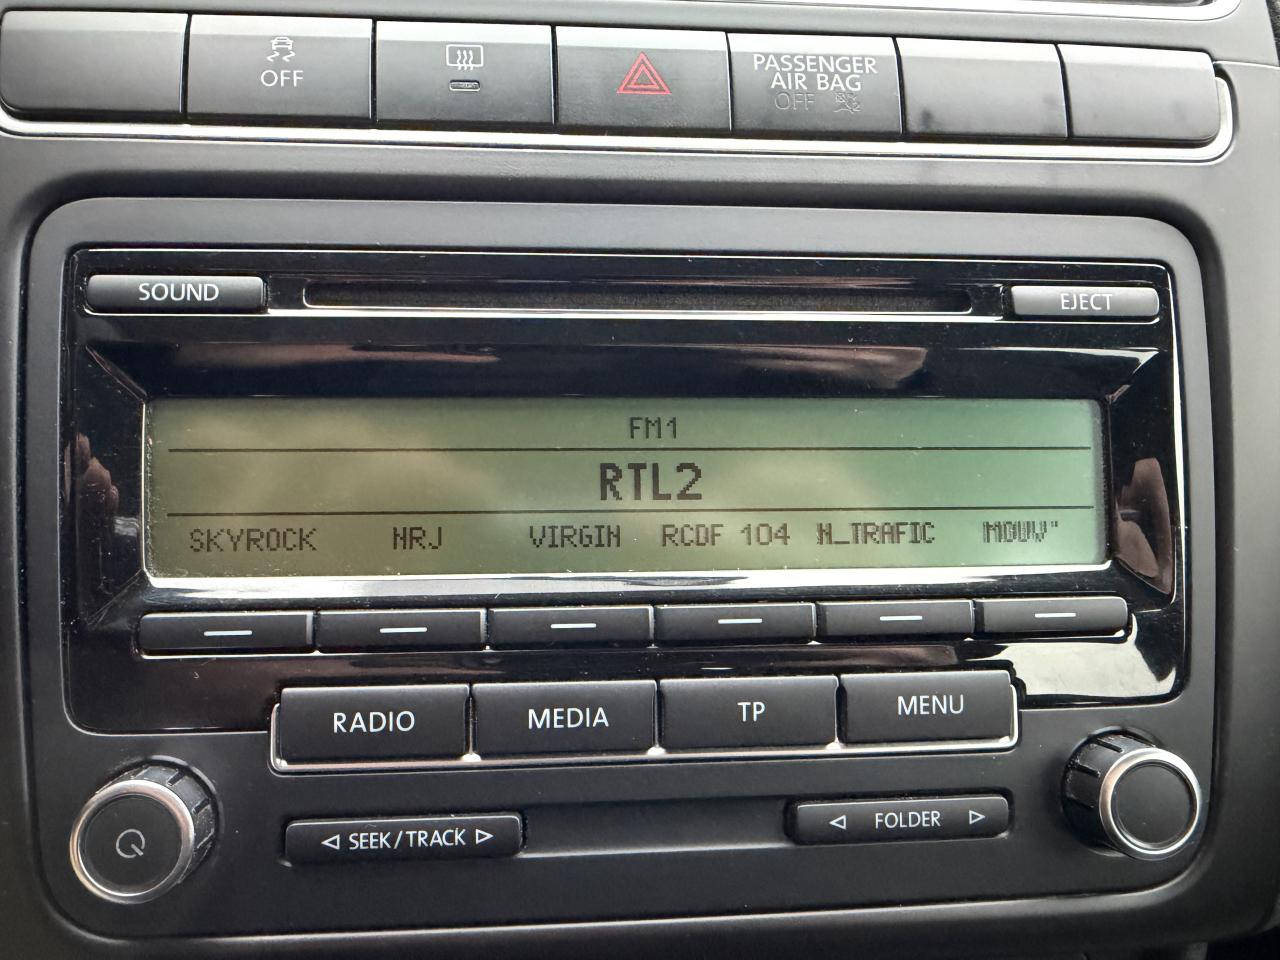 OFF
PASSENGER
AIR BAG
OFF
SOUND
EJECT
FM1
RTL2
SKYROCK NRJ VIRGIN RCDF 104 N_TRAFIC MOUV"
RADIO MEDIA TP MENU
SEEK/TRACK
FOLDER